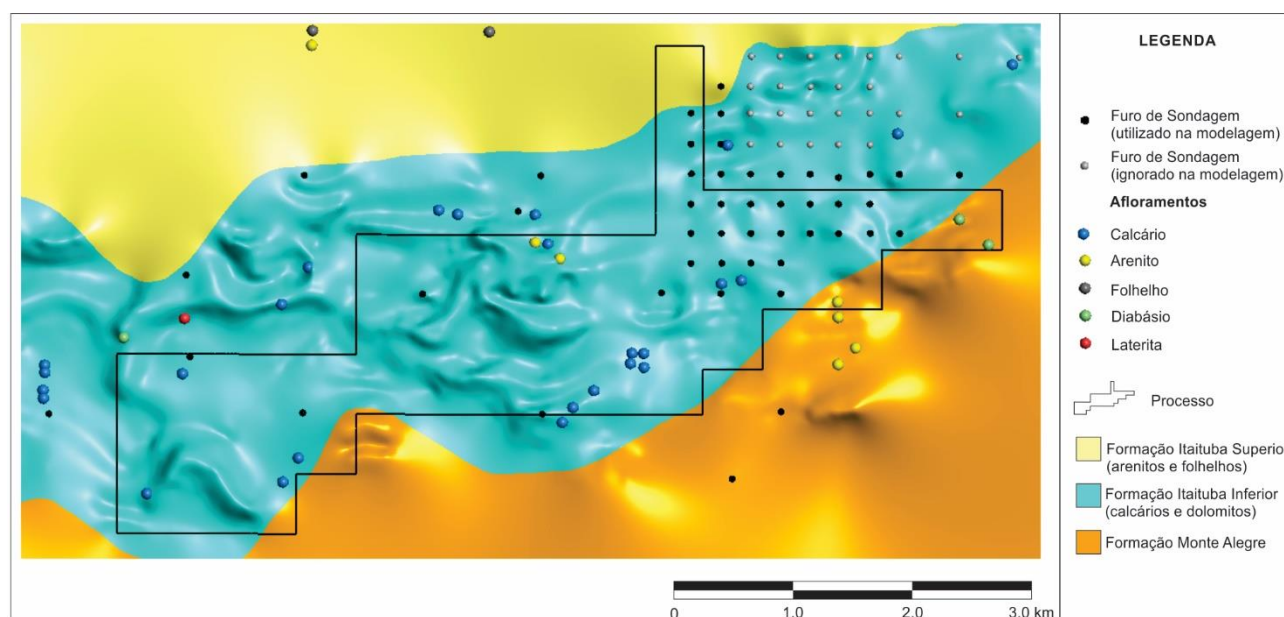 LEGENDA
Furo de Sondagem
(utilizado na modelagem)
Furo de Sondagem
(ignorado na modelagem)
Afloramentos
Calcário
Arenito
Folhelho
Diabásio
Laterita
Processo
Formação Itaituba Superio
(arenitos e folhelhos)
Formação Itaituba Inferior
(calcários e dolomitos)
Formação Monte Alegre
0 1.0 2.0 3.0 km